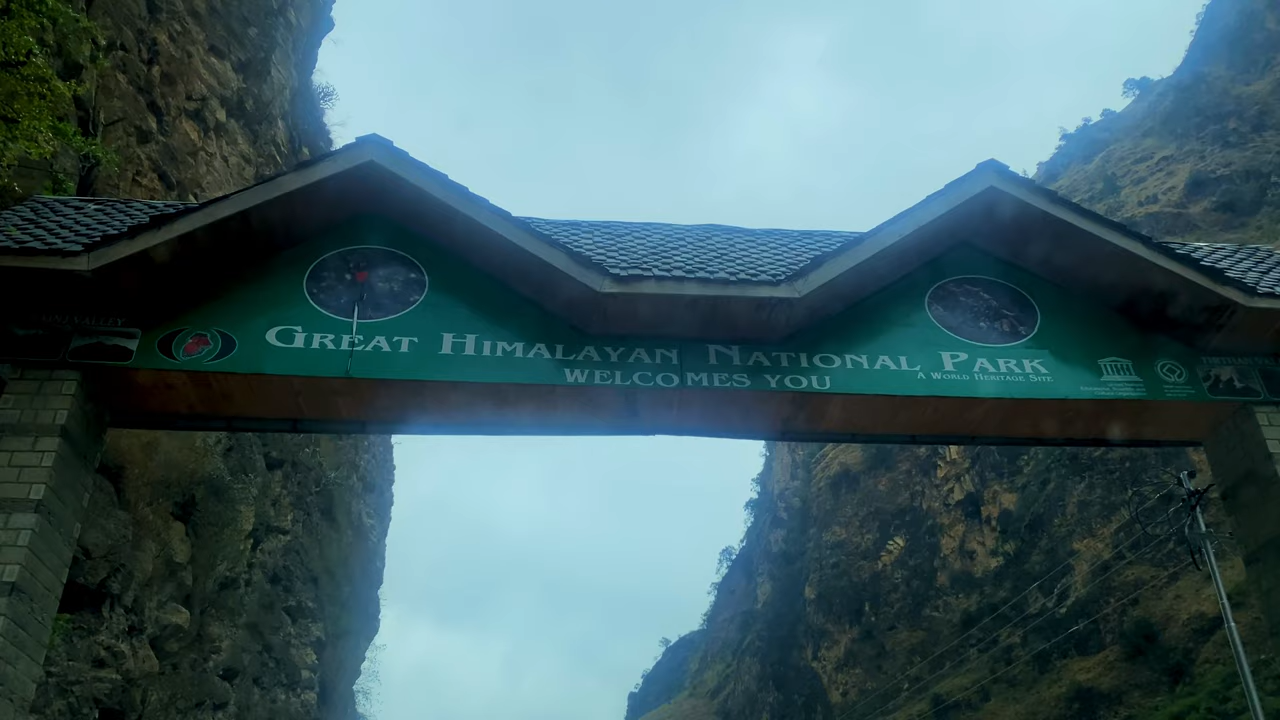 GREAT HIMALAYAN NATIONAL PARK
WELCOMES YOU
A WORLD HERITAGE SITE